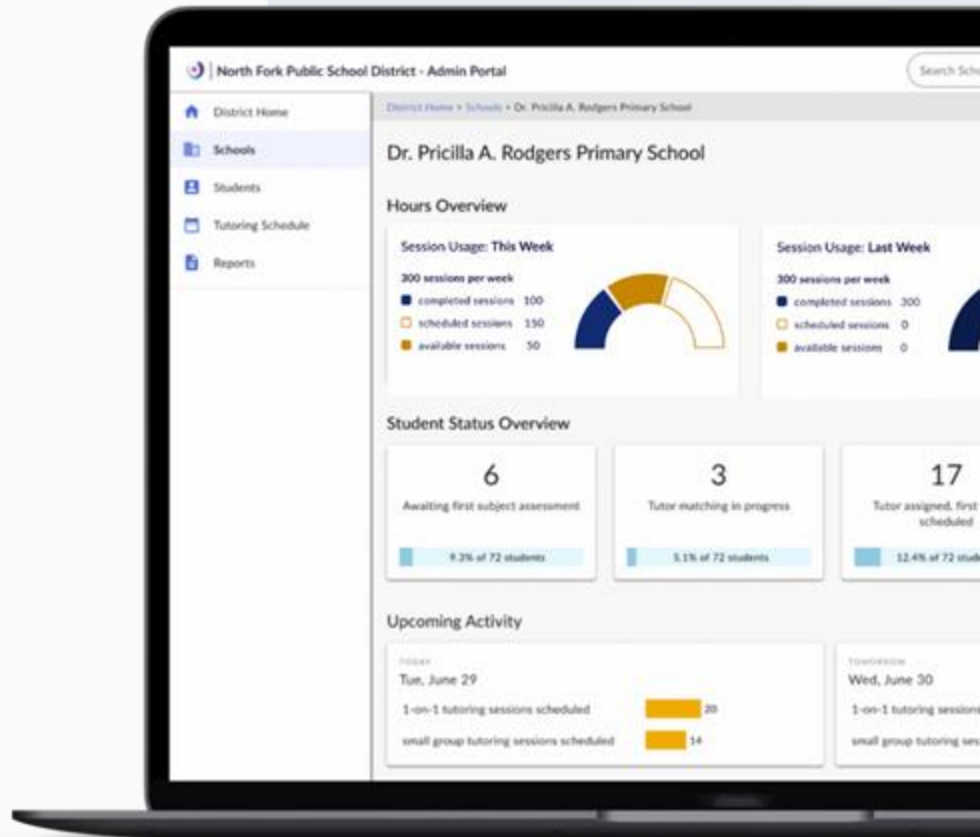 North Fork Public School District - Admin Portal
Search
District Home
Schools
Students
Tutoring Schedule
Reports
District Home • Schools • Dr. Pricilla A. Rodgers Primary School
Dr. Pricilla A. Rodgers Primary School
Hours Overview
Session Usage: This Week
300 sessions per week
completed sessions 100
scheduled sessions 150
available sessions 50
Session Usage: Last Week
300 sessions per week
completed sessions 300
scheduled sessions 0
available sessions 0
Student Status Overview
6
Awaiting first subject assessment
9.3% of 72 students
3
Tutor matching in progress
5.1% of 72 students
17
Tutor assigned, first
scheduled
12.4% of 72
Upcoming Activity
TODAY
Tue, June 29
1-on-1 tutoring sessions scheduled 20
small group tutoring sessions scheduled 14
TOMORROW
Wed, June 30
1-on-1 tutoring sessions
small group tutoring